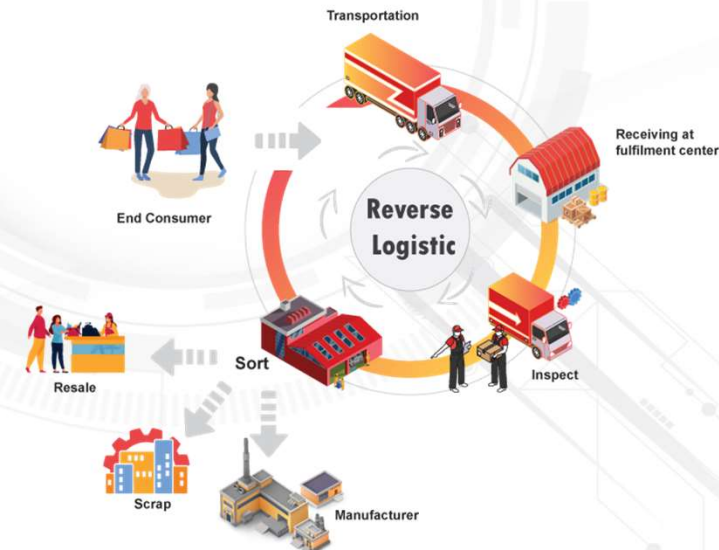 Transportation
Receiving at
fulfilment center
End Consumer
Reverse
Logistic
Inspect
Sort
Resale
Scrap
Manufacturer